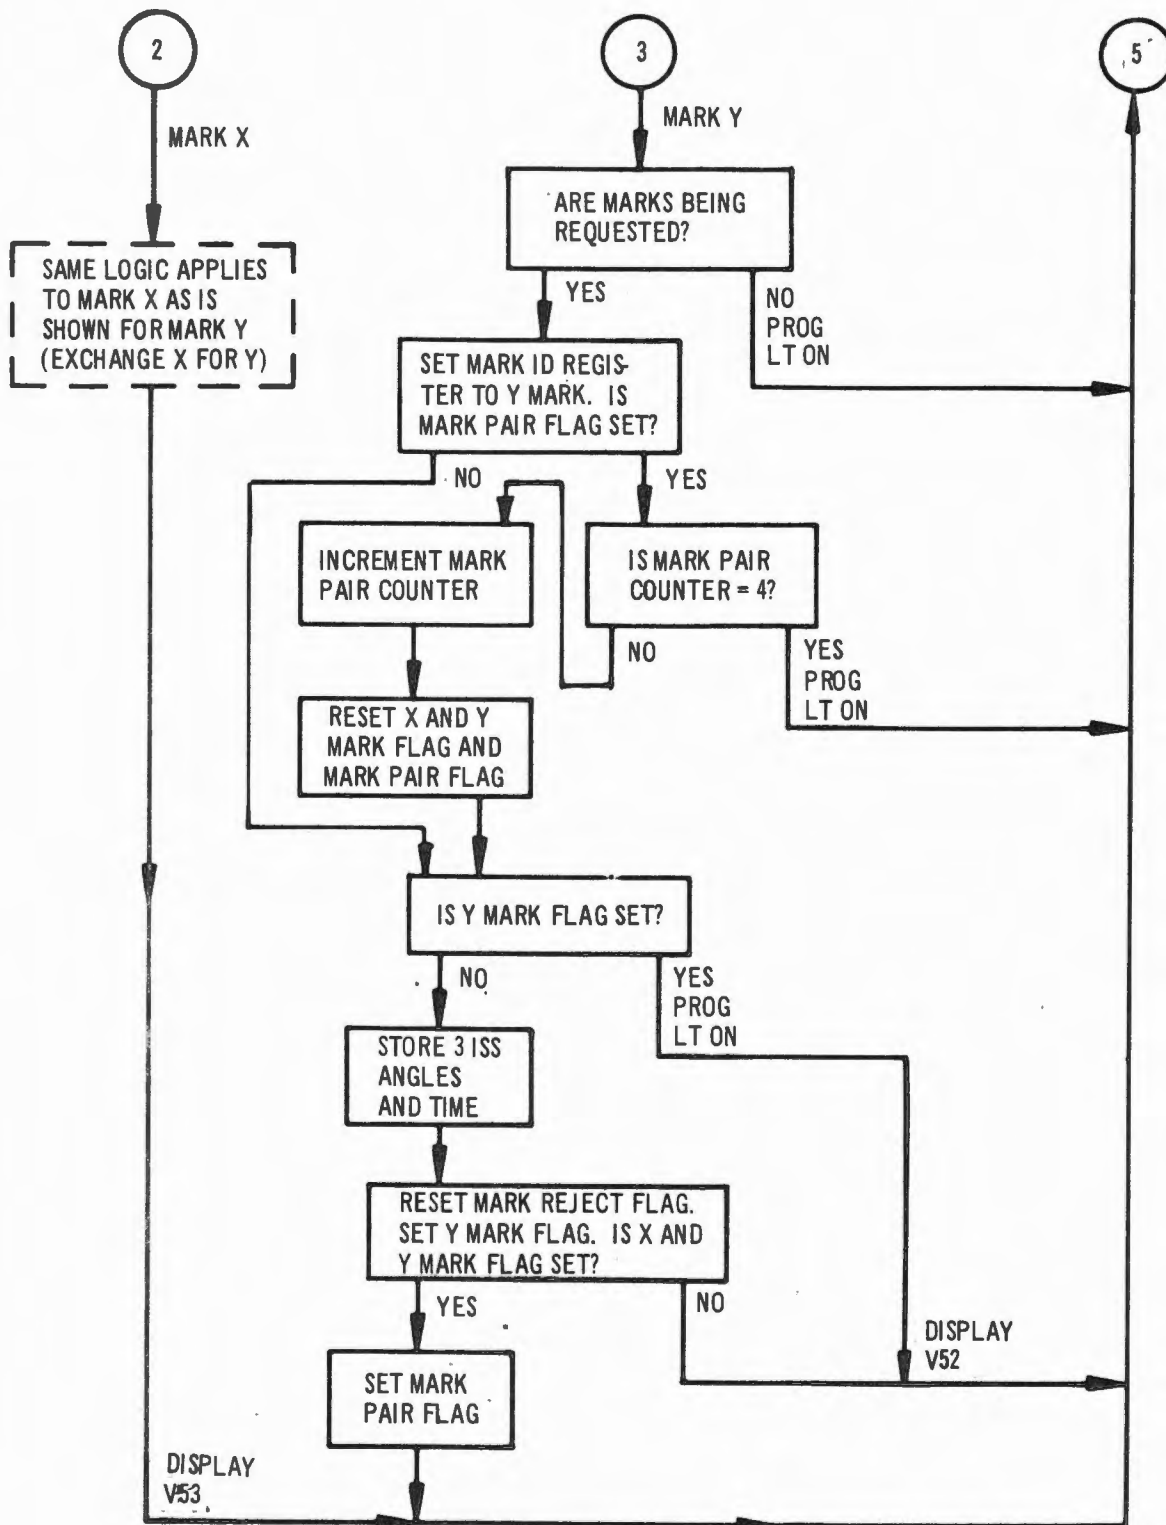 2
3
5
MARK X
MARK Y
ARE MARKS BEING
REQUESTED?
SAME LOGIC APPLIES
TO MARK X AS IS
SHOWN FOR MARK Y
(EXCHANGE X FOR Y)
YES
NO
PROG
LT ON
SET MARK ID REGIS-
TER TO Y MARK. IS
MARK PAIR FLAG SET?
NO
YES
INCREMENT MARK
PAIR COUNTER
IS MARK PAIR
COUNTER = 4?
NO
YES
PROG
LT ON
RESET X AND Y
MARK FLAG AND
MARK PAIR FLAG
IS Y MARK FLAG SET?
NO
YES
PROG
LT ON
STORE 3 ISS
ANGLES
AND TIME
RESET MARK REJECT FLAG.
SET Y MARK FLAG. IS X AND
Y MARK FLAG SET?
YES
NO
DISPLAY
V52
SET MARK
PAIR FLAG
DISPLAY
V53